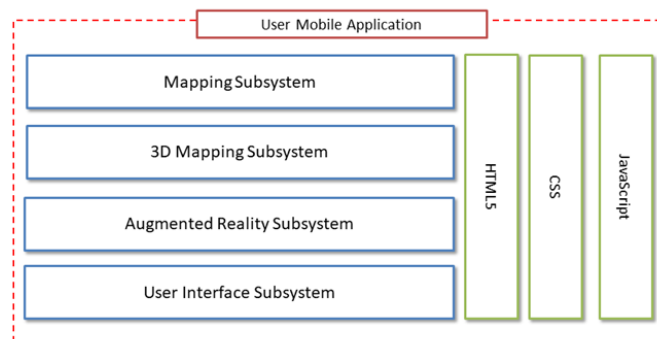 User Mobile Application
Mapping Subsystem
3D Mapping Subsystem
Augmented Reality Subsystem
User Interface Subsystem
HTML5
CSS
JavaScript